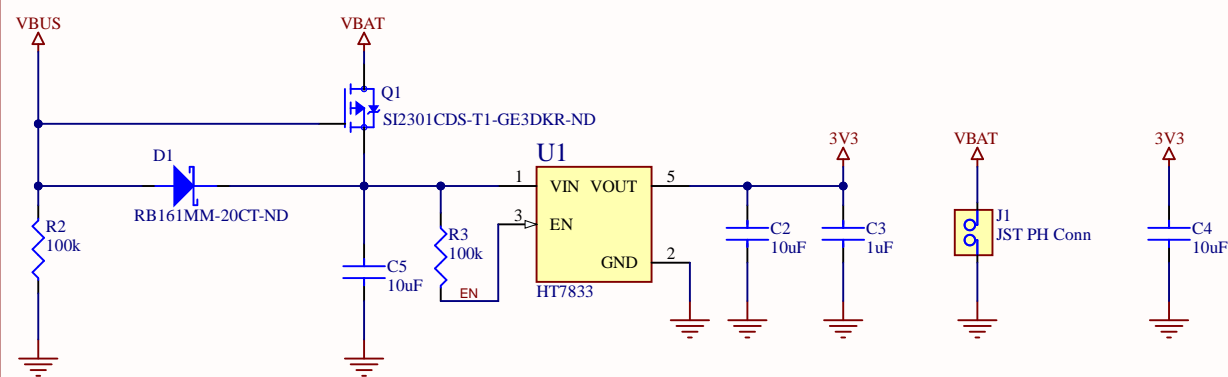 VBUS
VBAT
Q1
SI2301CDS-T1-GE3DKR-ND
D1
RB161MM-20CT-ND
R2
100k
C5
10uF
R3
100k
EN
U1
1
VIN
VOUT
5
3
EN
GND
2
HT7833
3V3
C2
10uF
C3
1uF
VBAT
J1
JST PH Conn
3V3
C4
10uF